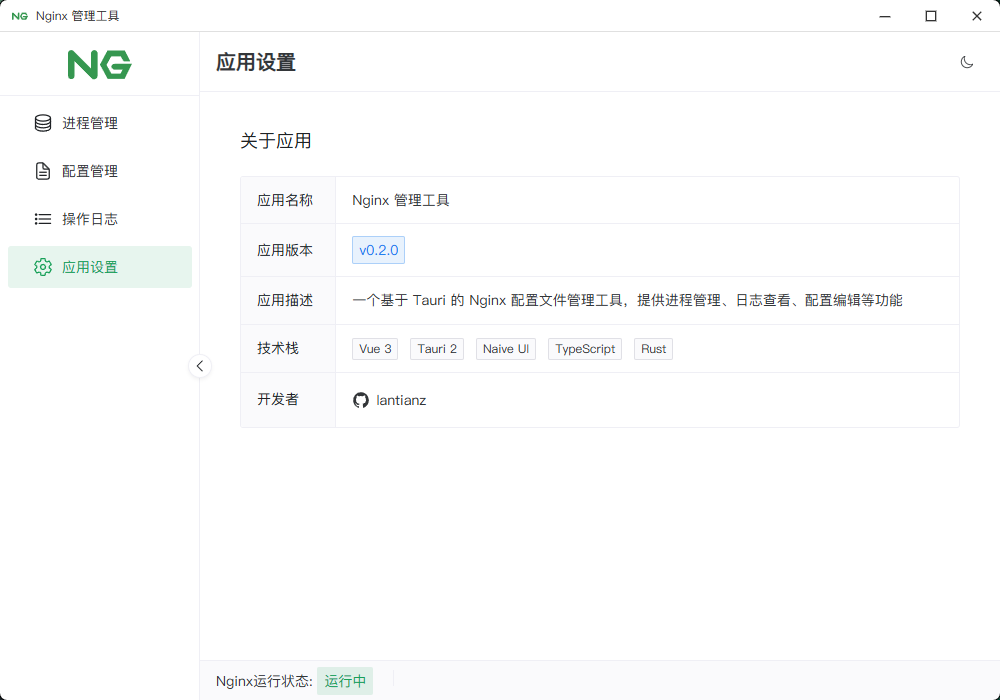 NG Nginx 管理工具
NG
应用设置
进程管理
配置管理
操作日志
应用设置
关于应用
应用名称 Nginx 管理工具
应用版本 v0.2.0
应用描述 一个基于 Tauri 的 Nginx 配置文件管理工具，提供进程管理、日志查看、配置编辑等功能
技术栈 Vue 3 Tauri 2 Naive UI TypeScript Rust
开发者 lantianz
Nginx运行状态: 运行中